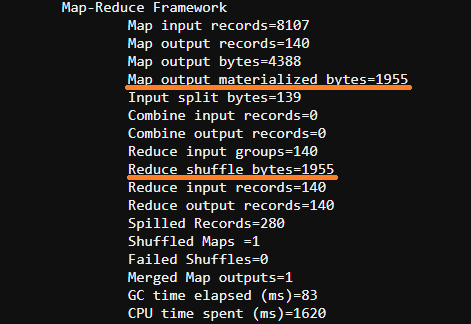 Map-Reduce Framework
Map input records=8107
Map output records=140
Map output bytes=4388
Map output materialized bytes=1955
Input split bytes=139
Combine input records=0
Combine output records=0
Reduce input groups=140
Reduce shuffle bytes=1955
Reduce input records=140
Reduce output records=140
Spilled Records=280
Shuffled Maps =1
Failed Shuffles=0
Merged Map outputs=1
GC time elapsed (ms)=83
CPU time spent (ms)=1620